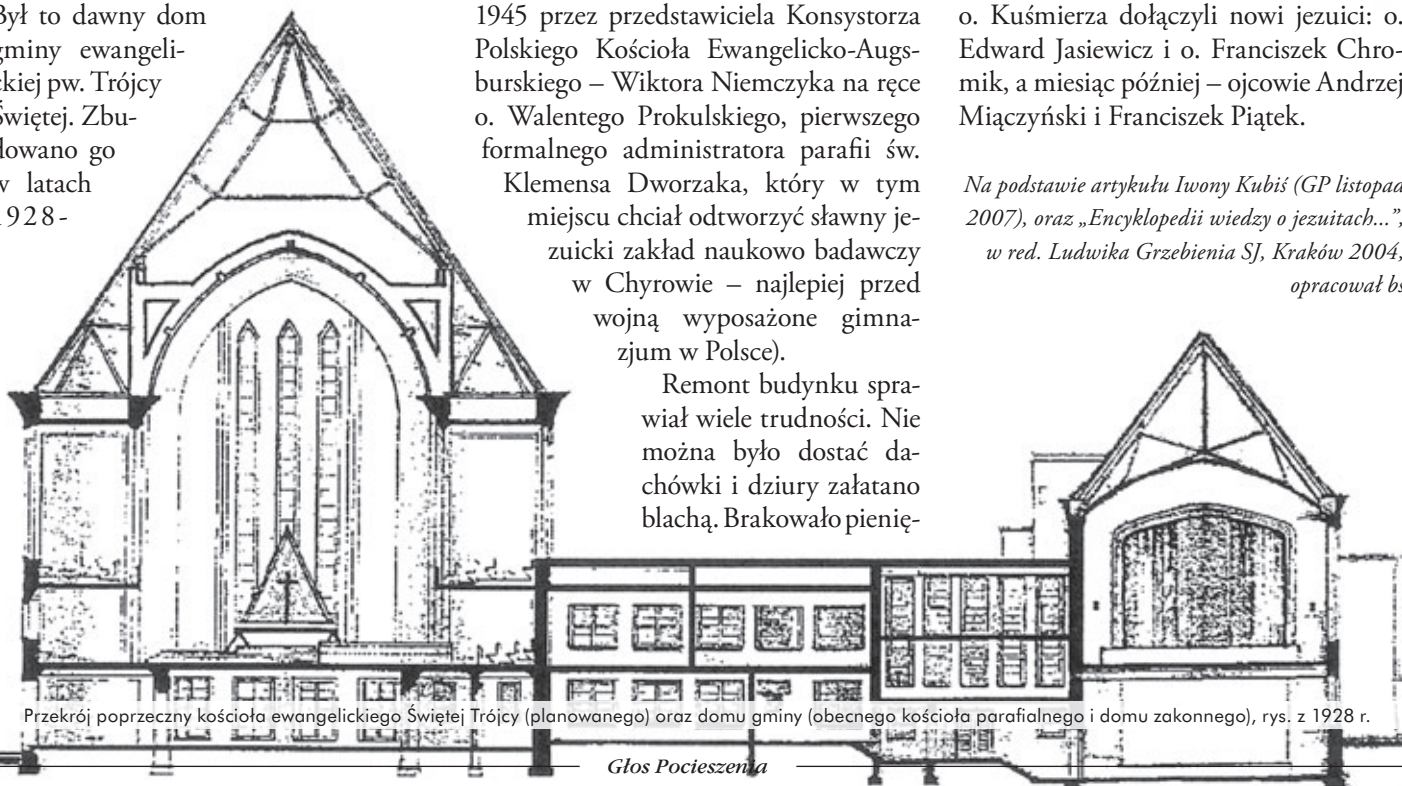 Był to dawny dom
gminy ewangeli-
ckiej pw. Trójcy
Świętej. Zbu-
dowano go
w latach
1928-
1945 przez przedstawiciela Konsystorza
Polskiego Kościoła Ewangelicko-Augs-
burskiego – Wiktora Niemczyka na ręce
o. Walentego Prokulskiego, pierwszego
formalnego administratora parafii św.
Klemensa Dworzaka, który w tym
miejscu chciał odtworzyć sławny je-
zuicki zakład naukowo badawczy
w Chyrowie – najlepiej przed
wojną wyposażone gimna-
zjum w Polsce).
Remont budynku spra-
wiał wiele trudności. Nie
można było dostać da-
chówki i dziury załatano
blachą. Brakowało pienię-
o. Kuśmierza dołączyli nowi jezuici: o.
Edward Jasiewicz i o. Franciszek Chro-
mik, a miesiąc później – ojcowie Andrzej
Miączyński i Franciszek Piątek.
Na podstawie artykułu Iwony Kubiś (GP listopad
2007), oraz „Encyklopedii wiedzy o jezuitach...”,
w red. Ludwika Grzebienia SJ, Kraków 2004,
opracował bs
Przekrój poprzeczny kościoła ewangelickiego Świętej Trójcy (planowanego) oraz domu gminy (obecnego kościoła parafialnego i domu zakonnego), rys. z 1928 r.
Głos Pocieszenia